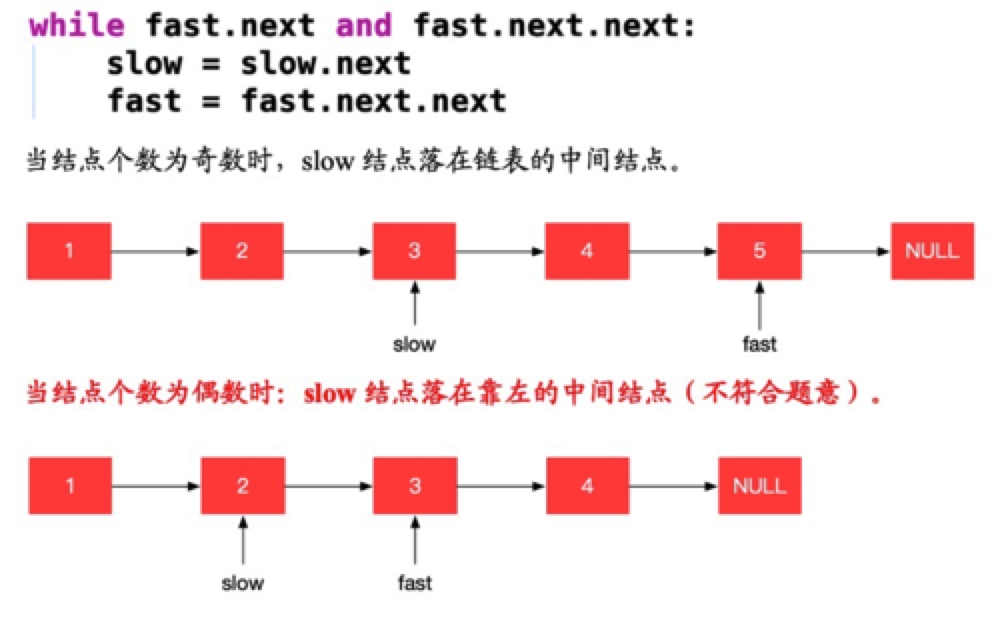 while fast.next and fast.next.next:
slow = slow.next
fast = fast.next.next
当结点个数为奇数时，slow 结点落在链表的中间结点。
1 2 3 4 5 NULL
slow fast
当结点个数为偶数时：slow 结点落在靠左的中间结点（不符合题意）。
1 2 3 4 NULL
slow fast